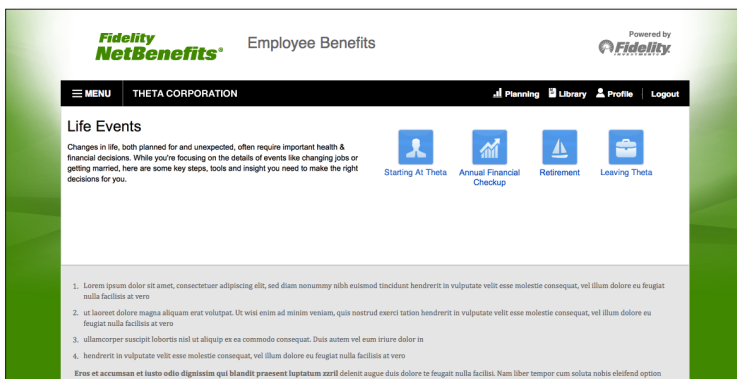 Fidelity
NetBenefits®
Employee Benefits
Powered by
Fidelity
INVESTMENTS
MENU
THETA CORPORATION
Planning
Library
Profile
Logout
Life Events
Changes in life, both planned for and unexpected, often require important health &
financial decisions. While you're focusing on the details of events like changing jobs or
getting married, here are some key steps, tools and insight you need to make the right
decisions for you.
Starting At Theta
Annual Financial
Checkup
Retirement
Leaving Theta
1. Lorem ipsum dolor sit amet, consectetuer adipiscing elit, sed diam nonummy nibh euismod tincidunt hendrerit in vulputate velit esse molestie consequat, vel illum dolore eu feugiat
nulla facilisis at vero
2. ut laoreet dolore magna aliquam erat volutpat. Ut wisi enim ad minim veniam, quis nostrud exerci tation hendrerit in vulputate velit esse molestie consequat, vel illum dolore eu
feugiat nulla facilisis at vero
3. ullamcorper suscipit lobortis nisl ut aliquip ex ea commodo consequat. Duis autem vel eum iriure dolor in
4. hendrerit in vulputate velit esse molestie consequat, vel illum dolore eu feugiat nulla facilisis at vero
Eros et accumsan et iusto odio dignissim qui blandit praesent luptatum zzril delenit augue duis dolore te feugait nulla facilisi. Nam liber tempor cum soluta nobis eleifend option